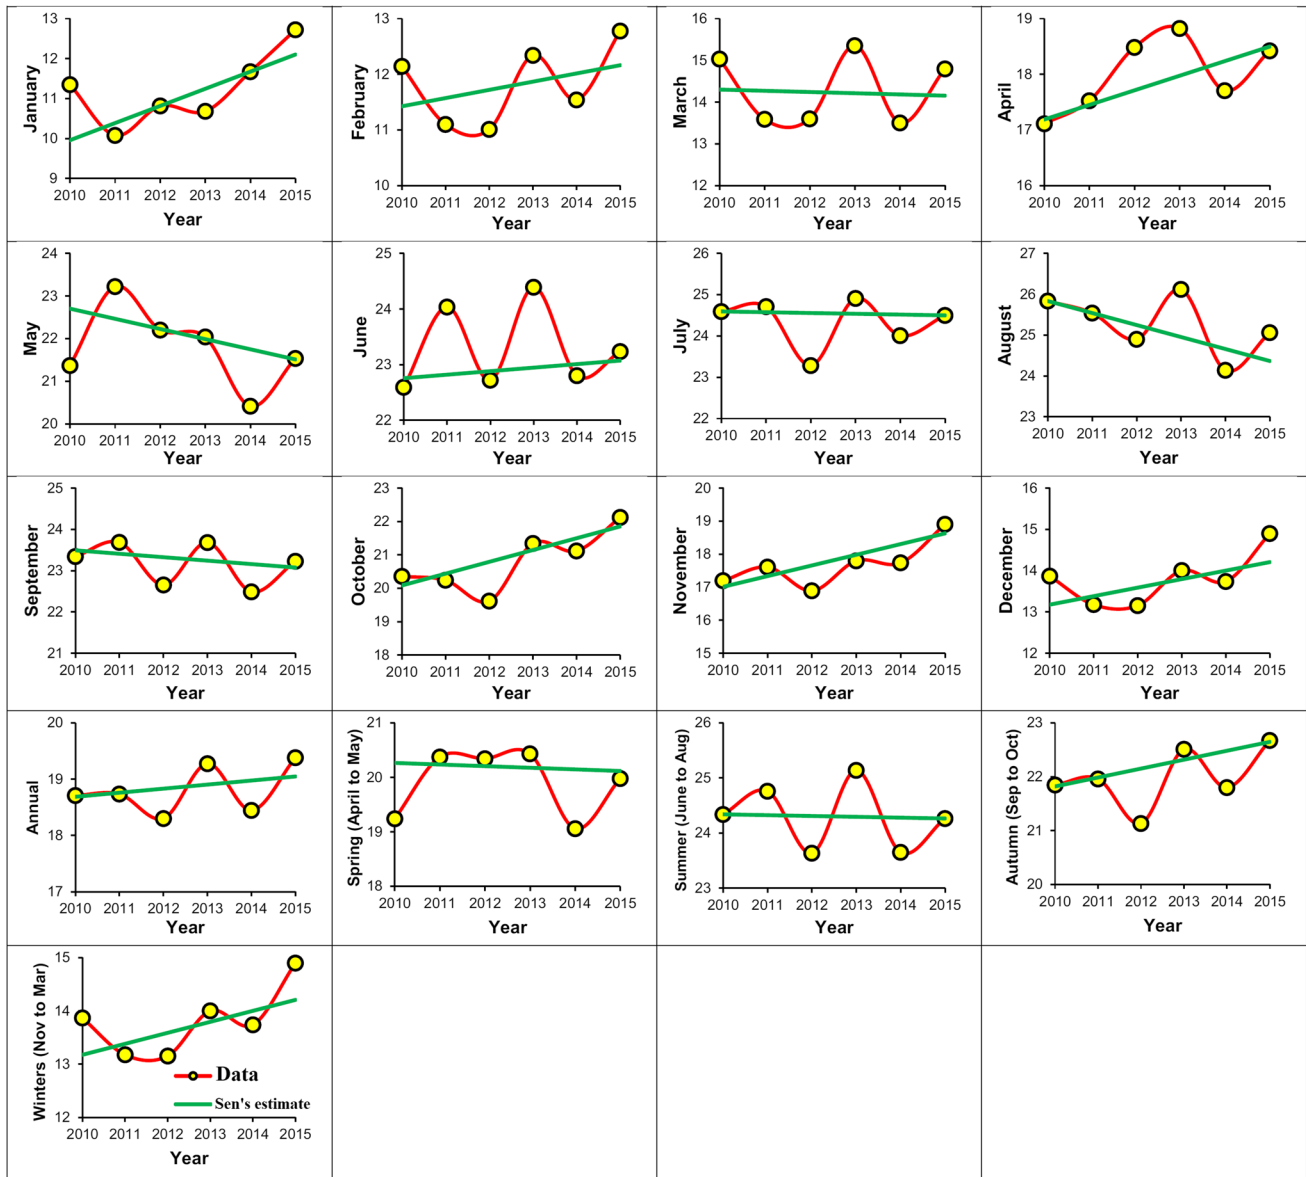 January
13
12
11
10
9
2010 2011 2012 2013 2014 2015
Year
February
13
12
11
10
2010 2011 2012 2013 2014 2015
Year
March
16
15
14
13
12
2010 2011 2012 2013 2014 2015
Year
April
19
18
17
16
2010 2011 2012 2013 2014 2015
Year
May
24
23
22
21
20
2010 2011 2012 2013 2014 2015
Year
June
25
24
23
22
2010 2011 2012 2013 2014 2015
Year
July
26
25
24
23
22
2010 2011 2012 2013 2014 2015
Year
August
27
26
25
24
23
2010 2011 2012 2013 2014 2015
Year
September
25
24
23
22
21
2010 2011 2012 2013 2014 2015
Year
October
23
22
21
20
19
18
2010 2011 2012 2013 2014 2015
Year
November
20
19
18
17
16
15
2010 2011 2012 2013 2014 2015
Year
December
16
15
14
13
12
2010 2011 2012 2013 2014 2015
Year
Annual
20
19
18
17
2010 2011 2012 2013 2014 2015
Year
Spring (April to May)
21
20
19
18
2010 2011 2012 2013 2014 2015
Year
Summer (June to Aug)
26
25
24
23
2010 2011 2012 2013 2014 2015
Year
Autumn (Sep to Oct)
23
22
21
20
2010 2011 2012 2013 2014 2015
Year
Winters (Nov to Mar)
15
14
13
12
Data
Sen's estimate
2010 2011 2012 2013 2014 2015
Year